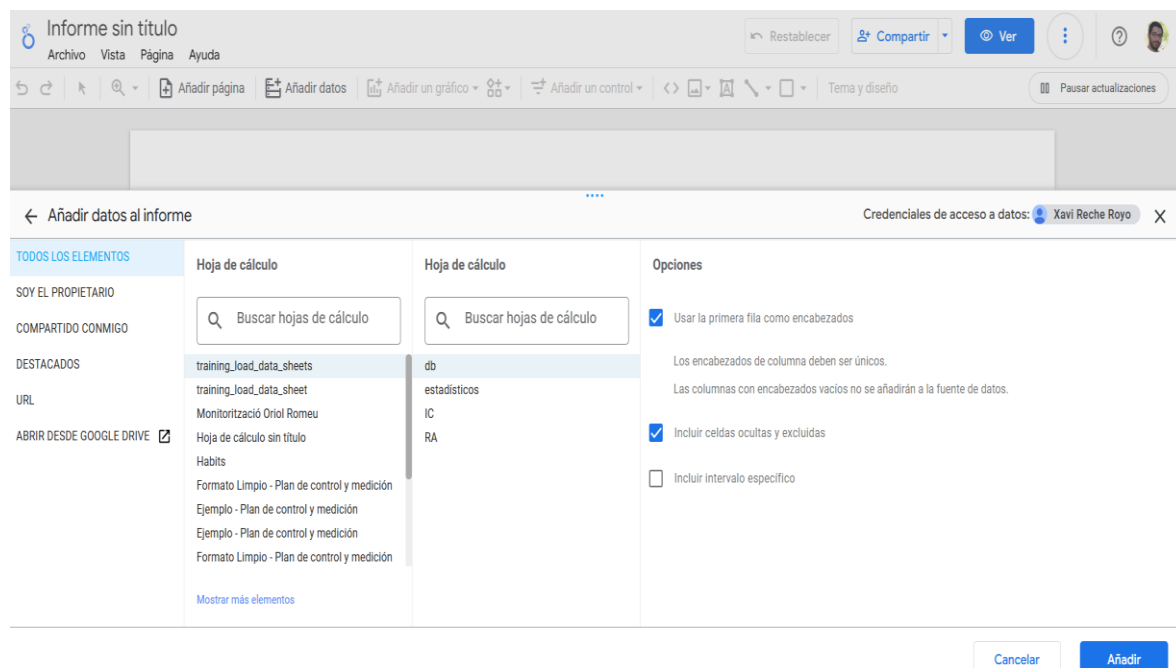 Informe sin título
Archivo Vista Página Ayuda
Restablecer
Compartir
Ver
Añadir página
Añadir datos
Añadir un gráfico
Añadir un control
Tema y diseño
Pausar actualizaciones
Añadir datos al informe
Credenciales de acceso a datos: Xavi Reche Royo
TODOS LOS ELEMENTOS
SOY EL PROPIETARIO
COMPARTIDO CONMIGO
DESTACADOS
URL
ABRIR DESDE GOOGLE DRIVE
Hoja de cálculo
Buscar hojas de cálculo
training_load_data_sheets
training_load_data_sheet
Monitorització Oriol Romeu
Hoja de cálculo sin título
Habits
Formato Limpio - Plan de control y medición
Ejemplo - Plan de control y medición
Ejemplo - Plan de control y medición
Formato Limpio - Plan de control y medición
Mostrar más elementos
Hoja de cálculo
Buscar hojas de cálculo
db
estadísticos
IC
RA
Opciones
Usar la primera fila como encabezados
Los encabezados de columna deben ser únicos.
Las columnas con encabezados vacíos no se añadirán a la fuente de datos.
Incluir celdas ocultas y excluidas
Incluir intervalo específico
Cancelar
Añadir